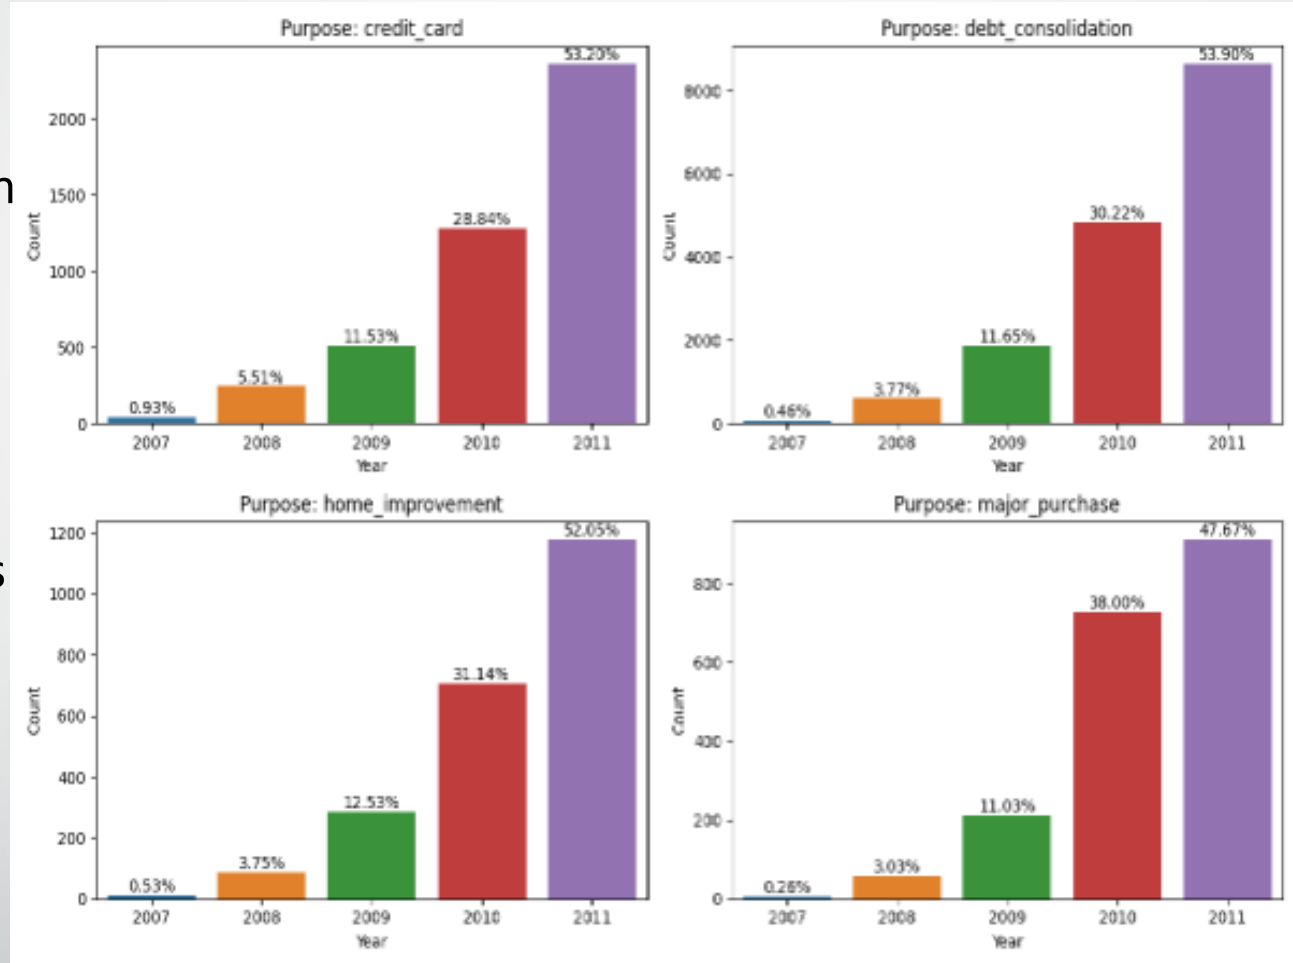 n
s
Purpose: credit_card
53.20%
28.84%
11.53%
5.51%
0.93%
2000
1500
1000
500
0
Count
2007 2008 2009 2010 2011
Year
Purpose: debt_consolidation
53.90%
30.22%
11.65%
3.77%
0.46%
8000
6000
4000
2000
0
Count
2007 2008 2009 2010 2011
Year
Purpose: home_improvement
52.05%
31.14%
12.53%
3.75%
0.53%
1200
1000
800
600
400
200
0
Count
2007 2008 2009 2010 2011
Year
Purpose: major_purchase
47.67%
38.00%
11.03%
3.03%
0.26%
800
600
400
200
0
Count
2007 2008 2009 2010 2011
Year